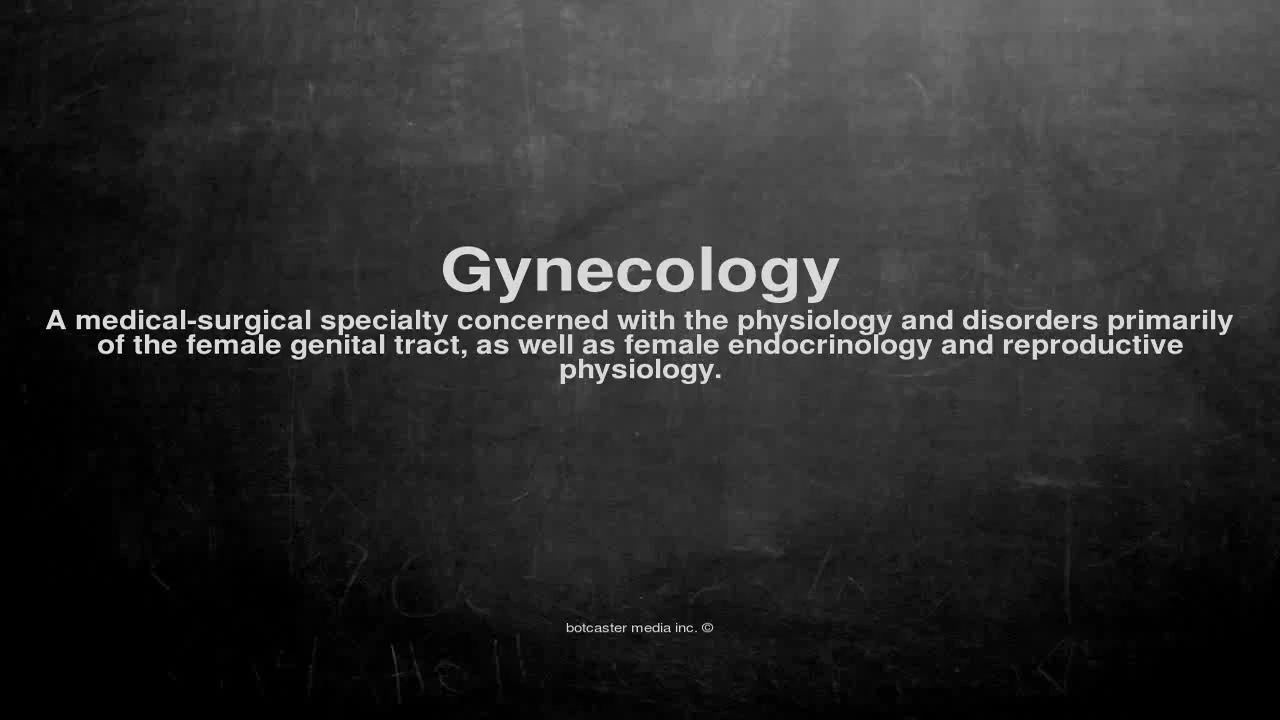 Gynecology
A medical-surgical specialty concerned with the physiology and disorders primarily
of the female genital tract, as well as female endocrinology and reproductive
physiology.
botcaster media inc. ©